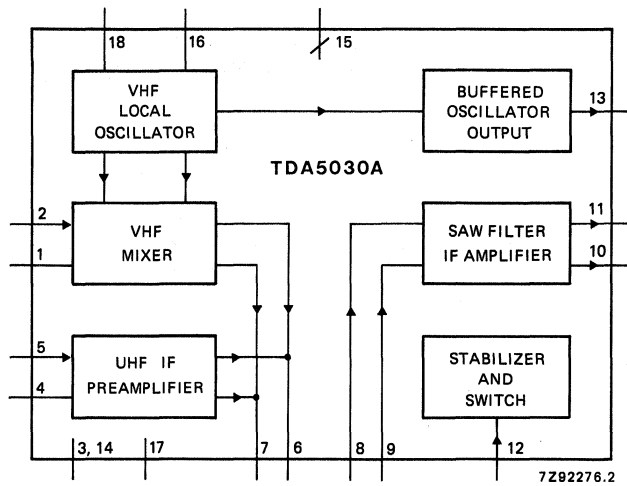 18
16
15
VHF
LOCAL
OSCILLATOR
BUFFERED
OSCILLATOR
OUTPUT
13
TDA5030A
2
1
VHF
MIXER
SAW FILTER
IF AMPLIFIER
11
10
5
4
UHF IF
PREAMPLIFIER
STABILIZER
AND
SWITCH
3, 14
17
7
6
8
9
12
7Z92276.2